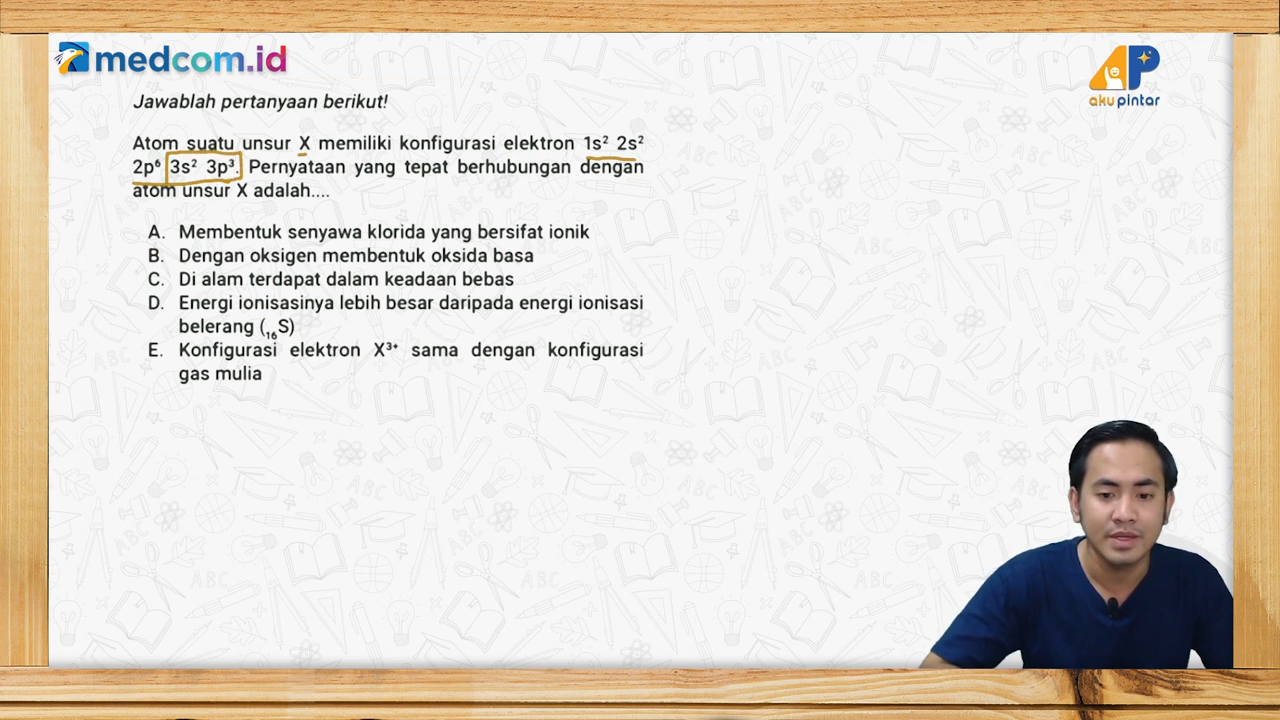 medcom.id
aku pintar
Jawablah pertanyaan berikut!
Atom suatu unsur X memiliki konfigurasi elektron 1s² 2s²
2p⁶ 3s² 3p³. Pernyataan yang tepat berhubungan dengan
atom unsur X adalah....
A. Membentuk senyawa klorida yang bersifat ionik
B. Dengan oksigen membentuk oksida basa
C. Di alam terdapat dalam keadaan bebas
D. Energi ionisasinya lebih besar daripada energi ionisasi
belerang (₁₆S)
E. Konfigurasi elektron X³⁺ sama dengan konfigurasi
gas mulia